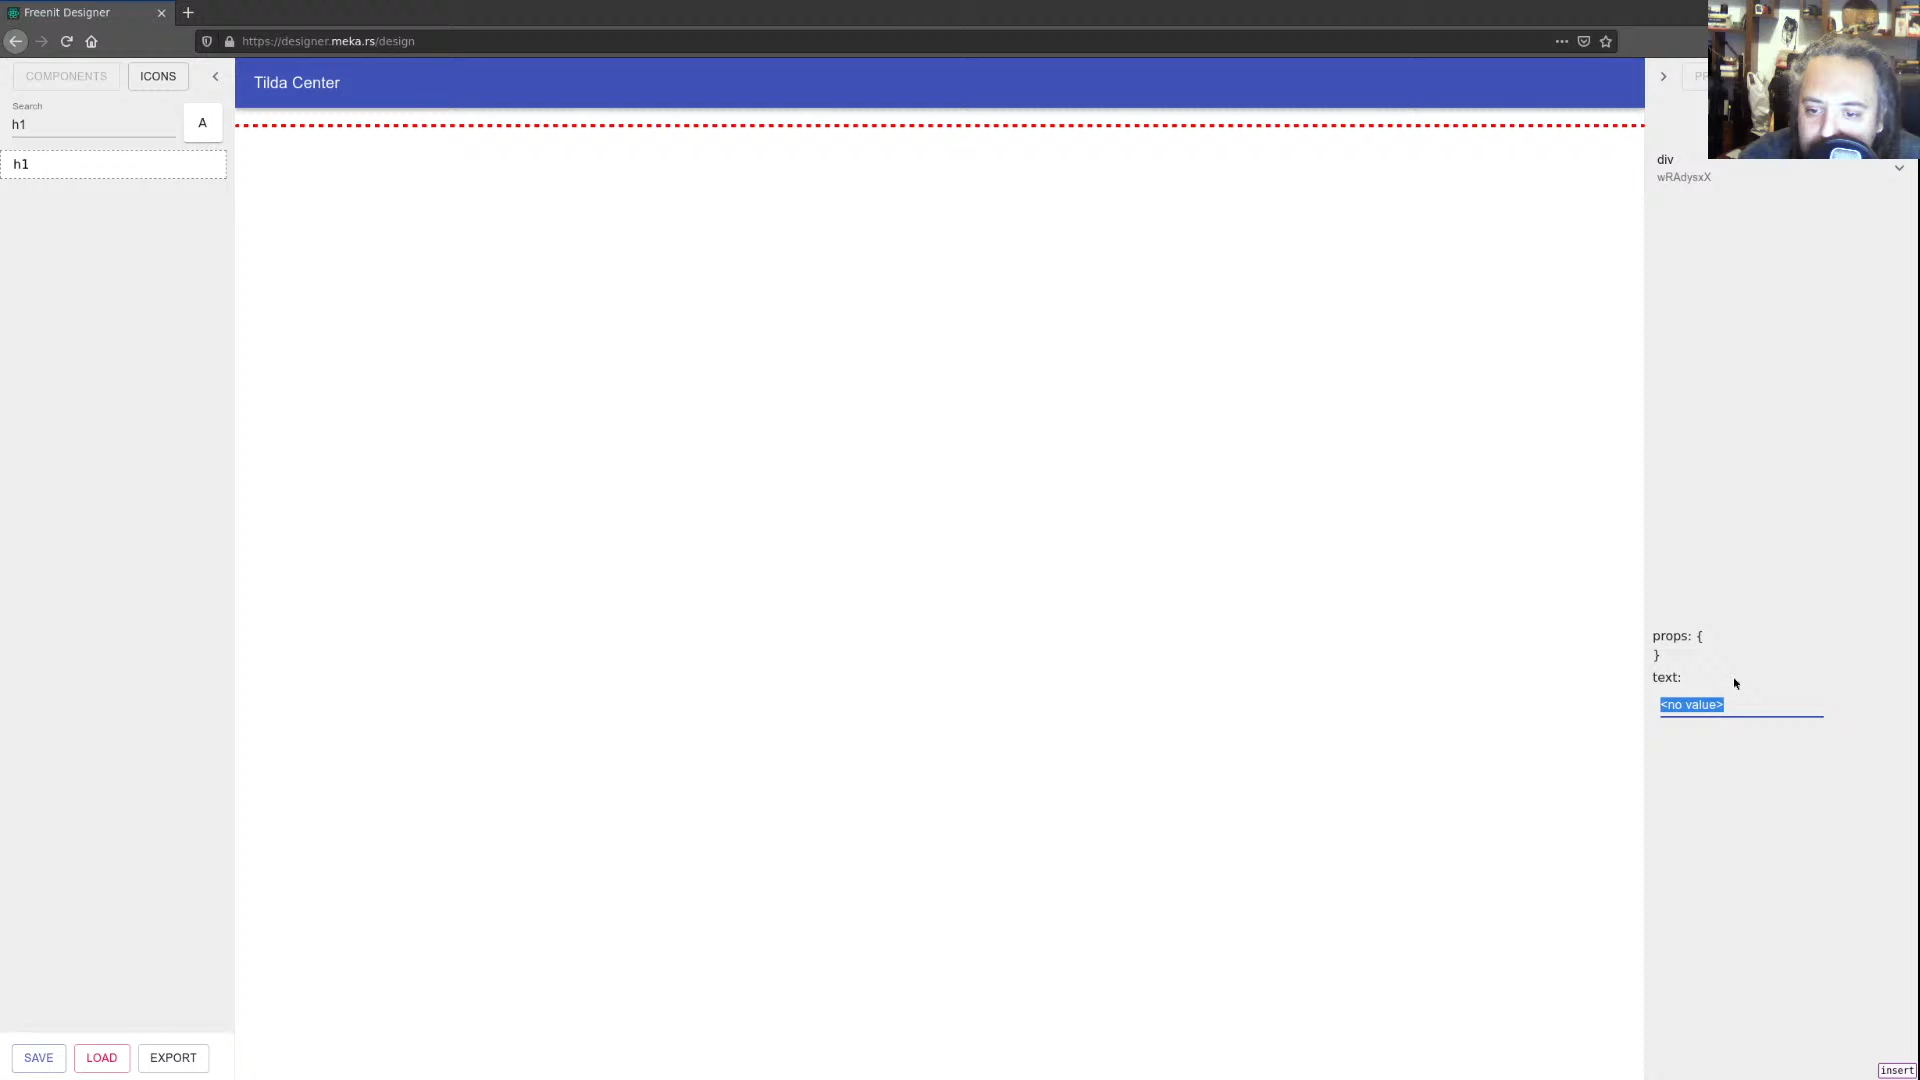 Freenit Designer
https://designer.meka.rs/design
COMPONENTS
ICONS
Tilda Center
Search
h1
A
h1
div
wRAdysxX
props: {
}
text:
<no value>
SAVE
LOAD
EXPORT
insert